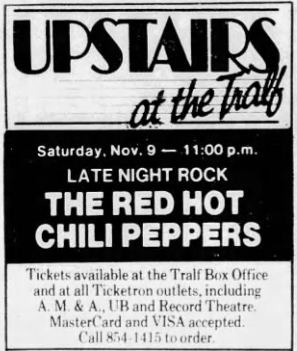 UPSTAIRS
at the Tralf
Saturday, Nov. 9 — 11:00 p.m.
LATE NIGHT ROCK
THE RED HOT
CHILI PEPPERS
Tickets available at the Tralf Box Office
and at all Ticketron outlets, including
A. M. & A., UB and Record Theatre.
MasterCard and VISA accepted.
Call 854-1415 to order.